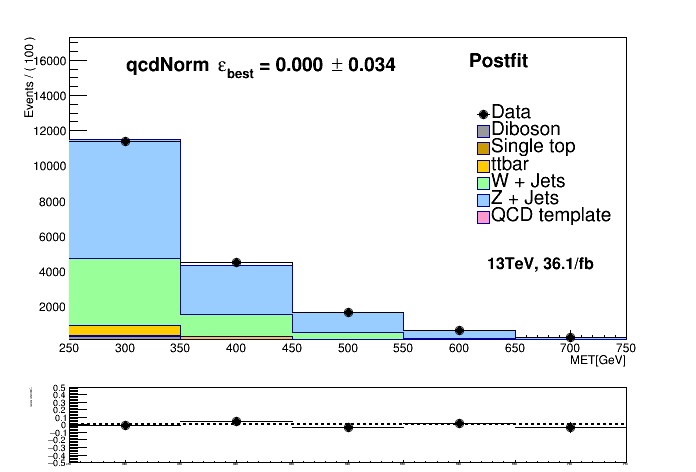 qcdNorm ε_best = 0.000 ± 0.034
Postfit
Events / ( 100 )
16000
14000
12000
10000
8000
6000
4000
2000
Data
Diboson
Single top
ttbar
W + Jets
Z + Jets
QCD template
13TeV, 36.1/fb
250 300 350 400 450 500 550 600 650 700 750
MET[GeV]
0.5
0.4
0.3
0.2
0.1
0
−0.1
−0.2
−0.3
−0.4
−0.5